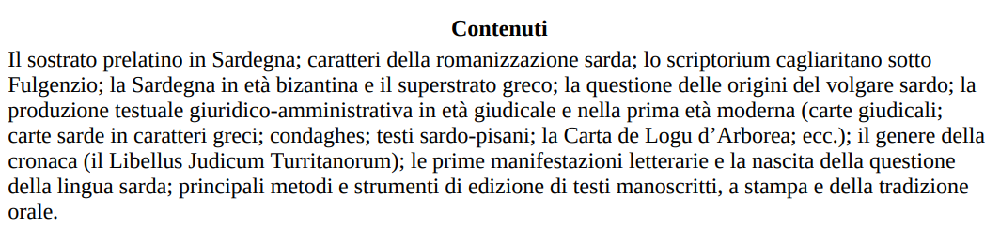 Contenuti
Il sostrato prelatino in Sardegna; caratteri della romanizzazione sarda; lo scriptorium cagliaritano sotto
Fulgenzio; la Sardegna in età bizantina e il superstrato greco; la questione delle origini del volgare sardo; la
produzione testuale giuridico-amministrativa in età giudicale e nella prima età moderna (carte giudicali;
carte sarde in caratteri greci; condaghes; testi sardo-pisani; la Carta de Logu d’Arborea; ecc.); il genere della
cronaca (il Libellus Judicum Turritanorum); le prime manifestazioni letterarie e la nascita della questione
della lingua sarda; principali metodi e strumenti di edizione di testi manoscritti, a stampa e della tradizione
orale.